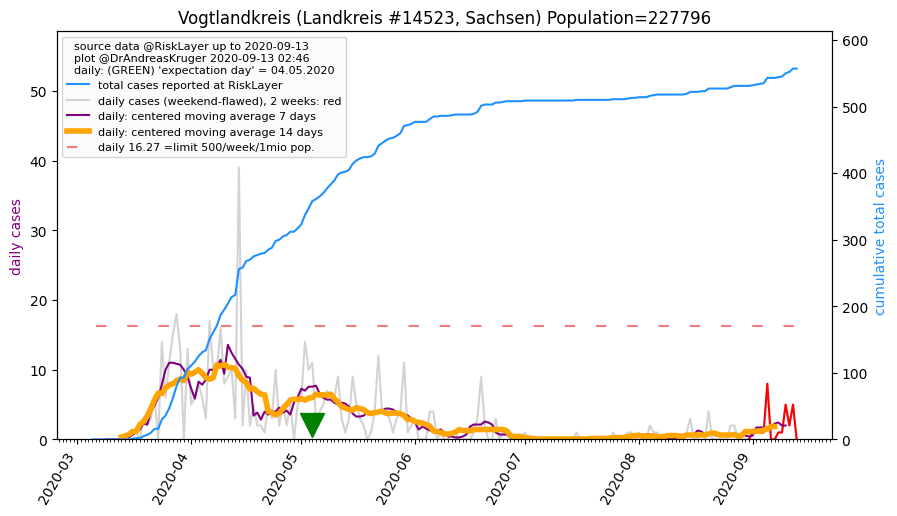 Vogtlandkreis (Landkreis #14523, Sachsen) Population=227796
source data @RiskLayer up to 2020-09-13
plot @DrAndreasKruger 2020-09-13 02:46
daily: (GREEN) 'expectation day' = 04.05.2020
total cases reported at RiskLayer
daily cases (weekend-flawed), 2 weeks: red
daily: centered moving average 7 days
daily: centered moving average 14 days
daily 16.27 =limit 500/week/1mio pop.
daily cases
50
40
30
20
10
0
cumulative total cases
600
500
400
300
200
100
0
2020-03
2020-04
2020-05
2020-06
2020-07
2020-08
2020-09